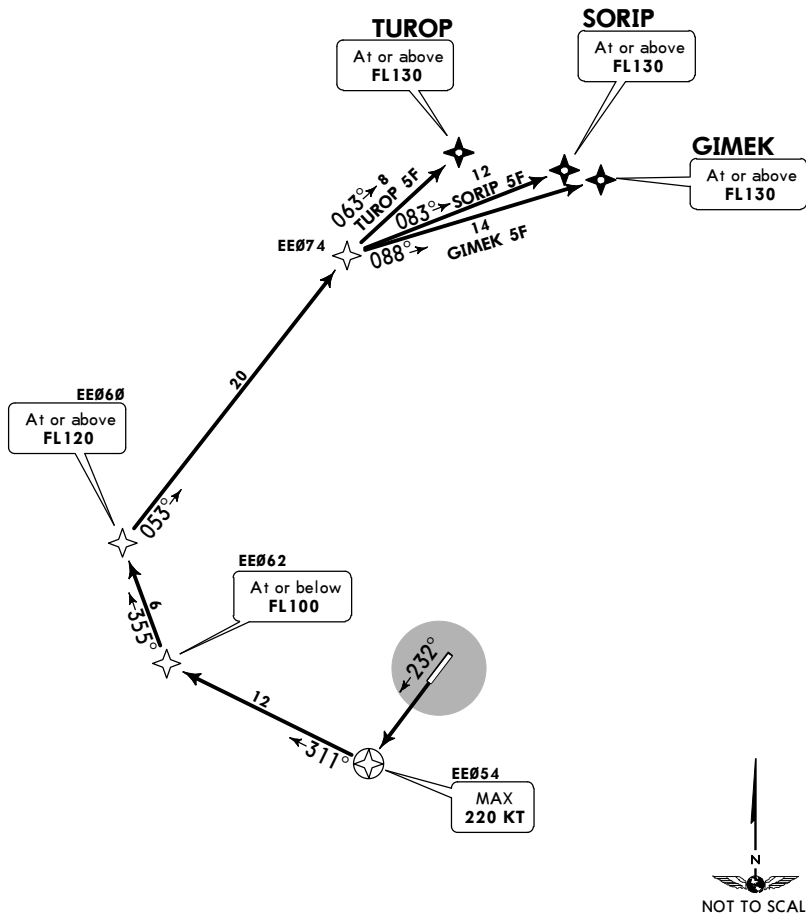 TUROP
At or above
FL130
SORIP
At or above
FL130
GIMEK
At or above
FL130
063° 8
TUROP 5F
12
083° SORIP 5F
14
088° GIMEK 5F
EEØ74
20
EEØ6Ø
At or above
FL120
053°
EEØ62
At or below
FL100
6
355°
232°
12
311°
EEØ54
MAX
220 KT
N
NOT TO SCAL